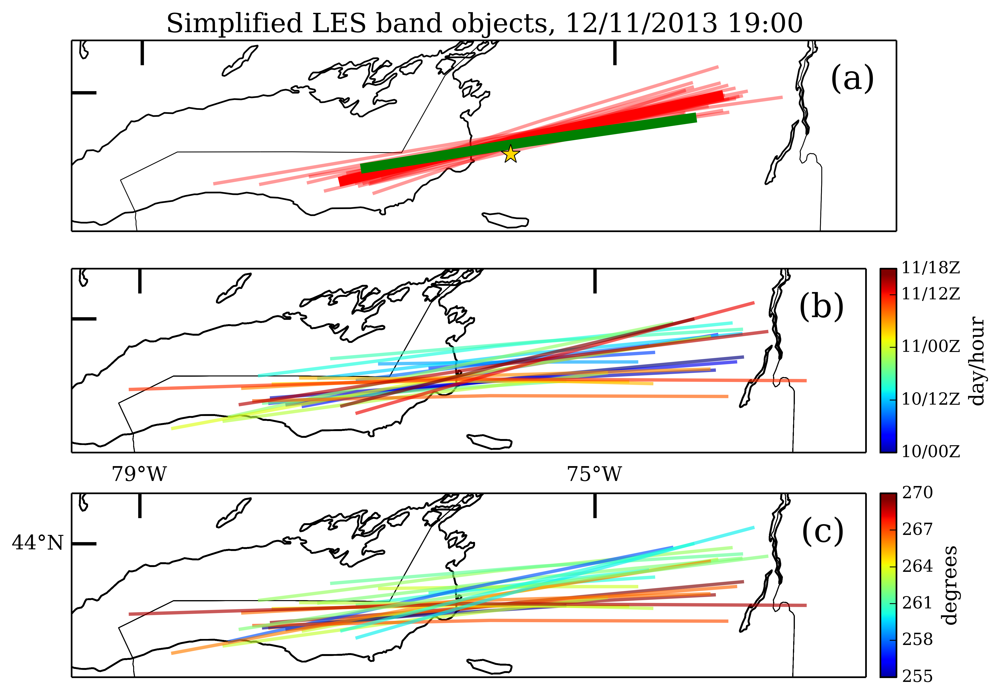 Simplified LES band objects, 12/11/2013 19:00
(a)
(b)
11/18Z
11/12Z
11/00Z
10/12Z
10/00Z
day/hour
79°W
75°W
44°N
(c)
270
267
264
261
258
255
degrees